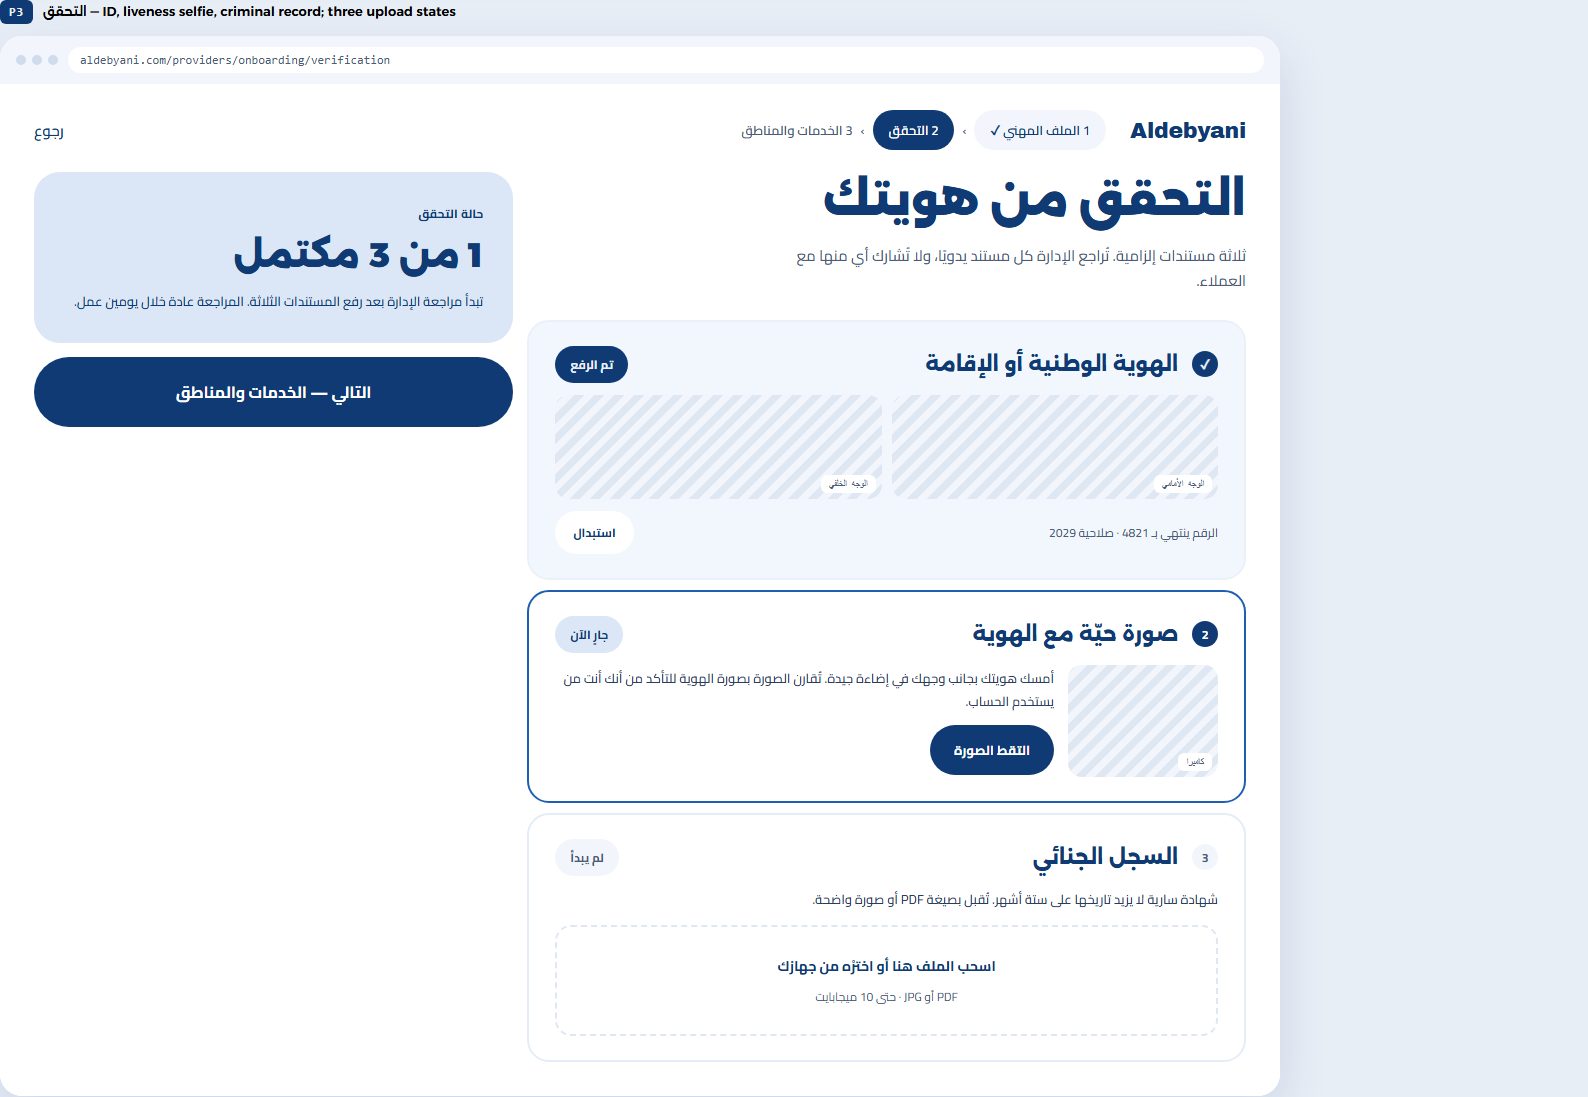 P3 التحقق — ID, liveness selfie, criminal record; three upload states
aldebyani.com/providers/onboarding/verification
Aldebyani
1 الملف المهني ✓ › 2 التحقق › 3 الخدمات والمناطق
رجوع
التحقق من هويتك
ثلاثة مستندات إلزامية. تُراجع الإدارة كل مستند يدويًا، ولا تُشارك أي منها مع
العملاء.
✓ الهوية الوطنية أو الإقامة
تم الرفع
الوجه الأمامي
الوجه الخلفي
الرقم ينتهي بـ 4821 · صلاحية 2029
استبدال
2 صورة حيّة مع الهوية
جارٍ الآن
كاميرا
أمسك هويتك بجانب وجهك في إضاءة جيدة. تُقارن الصورة بصورة الهوية للتأكد من أنك أنت من
يستخدم الحساب.
التقط الصورة
3 السجل الجنائي
لم يبدأ
شهادة سارية لا يزيد تاريخها على ستة أشهر. تُقبل بصيغة PDF أو صورة واضحة.
اسحب الملف هنا أو اخترْه من جهازك
PDF أو JPG · حتى 10 ميجابايت
حالة التحقق
1 من 3 مكتمل
تبدأ مراجعة الإدارة بعد رفع المستندات الثلاثة. المراجعة عادة خلال يومين عمل.
التالي — الخدمات والمناطق